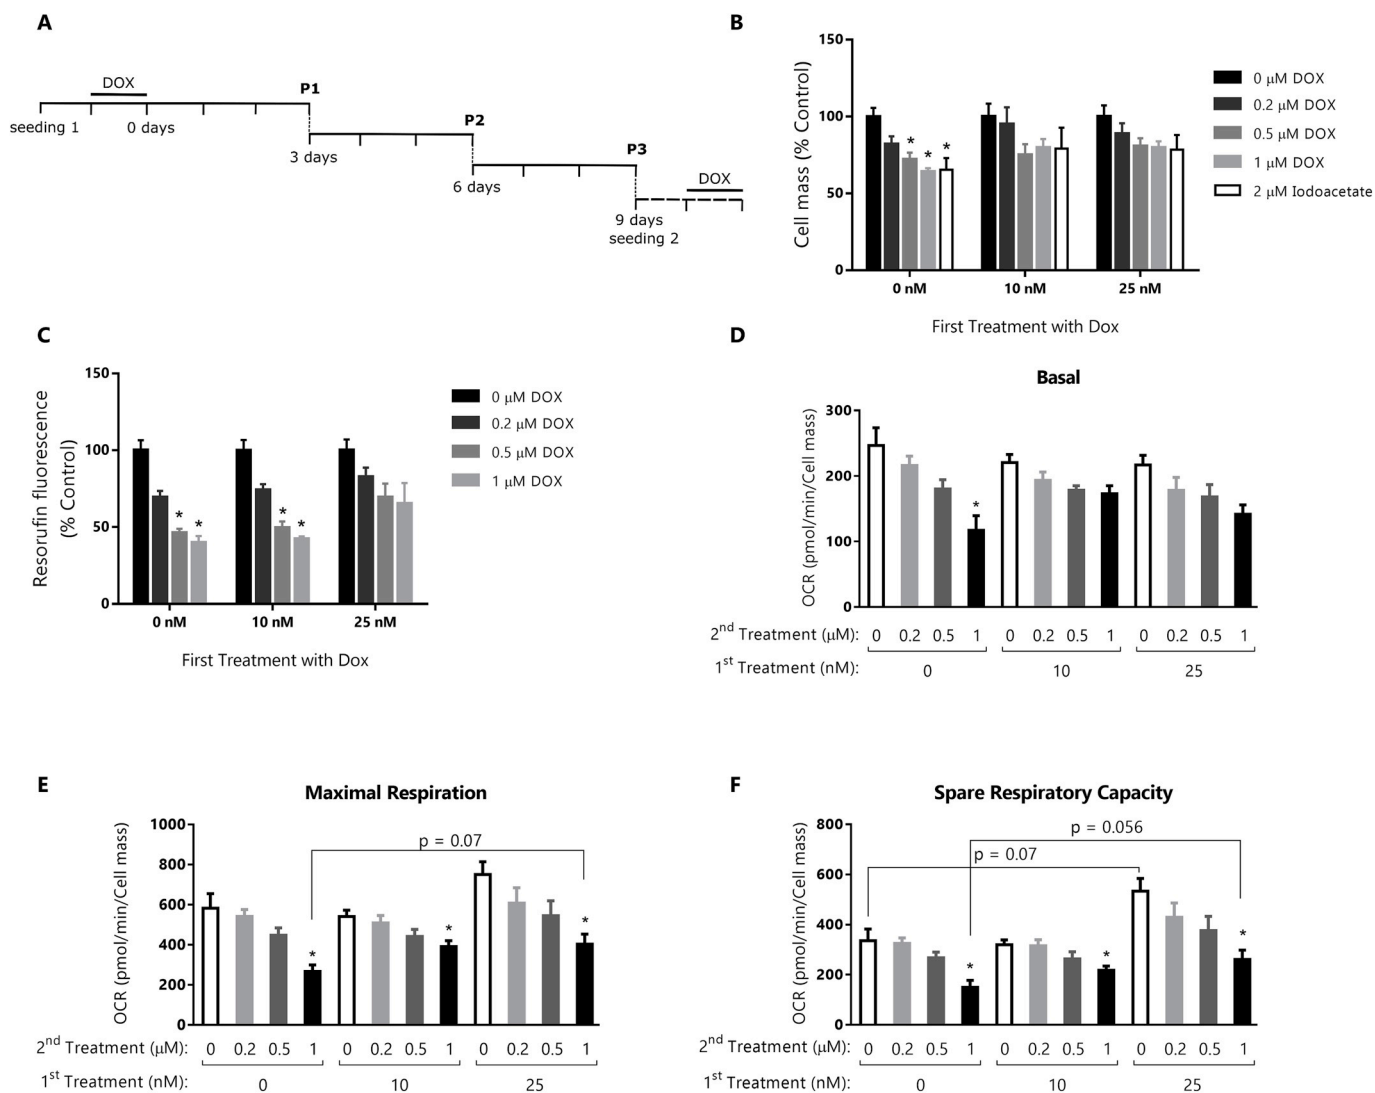 A
DOX
P1
seeding 1
0 days
P2
3 days
P3
6 days
DOX
9 days
seeding 2
B
Cell mass (% Control)
150
100
50
0
0 nM
10 nM
25 nM
First Treatment with Dox
0 μM DOX
0.2 μM DOX
0.5 μM DOX
1 μM DOX
2 μM Iodoacetate
* * *
C
Resorufin fluorescence
(% Control)
150
100
50
0
* * * *
0 nM
10 nM
25 nM
First Treatment with Dox
0 μM DOX
0.2 μM DOX
0.5 μM DOX
1 μM DOX
D
Basal
OCR (pmol/min/Cell mass)
300
200
100
0
*
2nd Treatment (μM): 0 0.2 0.5 1 0 0.2 0.5 1 0 0.2 0.5 1
1st Treatment (nM): 0 10 25
E
Maximal Respiration
OCR (pmol/min/Cell mass)
1000
800
600
400
200
0
p = 0.07
* * *
2nd Treatment (μM): 0 0.2 0.5 1 0 0.2 0.5 1 0 0.2 0.5 1
1st Treatment (nM): 0 10 25
F
Spare Respiratory Capacity
OCR (pmol/min/Cell mass)
800
600
400
200
0
p = 0.056
p = 0.07
* * *
2nd Treatment (μM): 0 0.2 0.5 1 0 0.2 0.5 1 0 0.2 0.5 1
1st Treatment (nM): 0 10 25